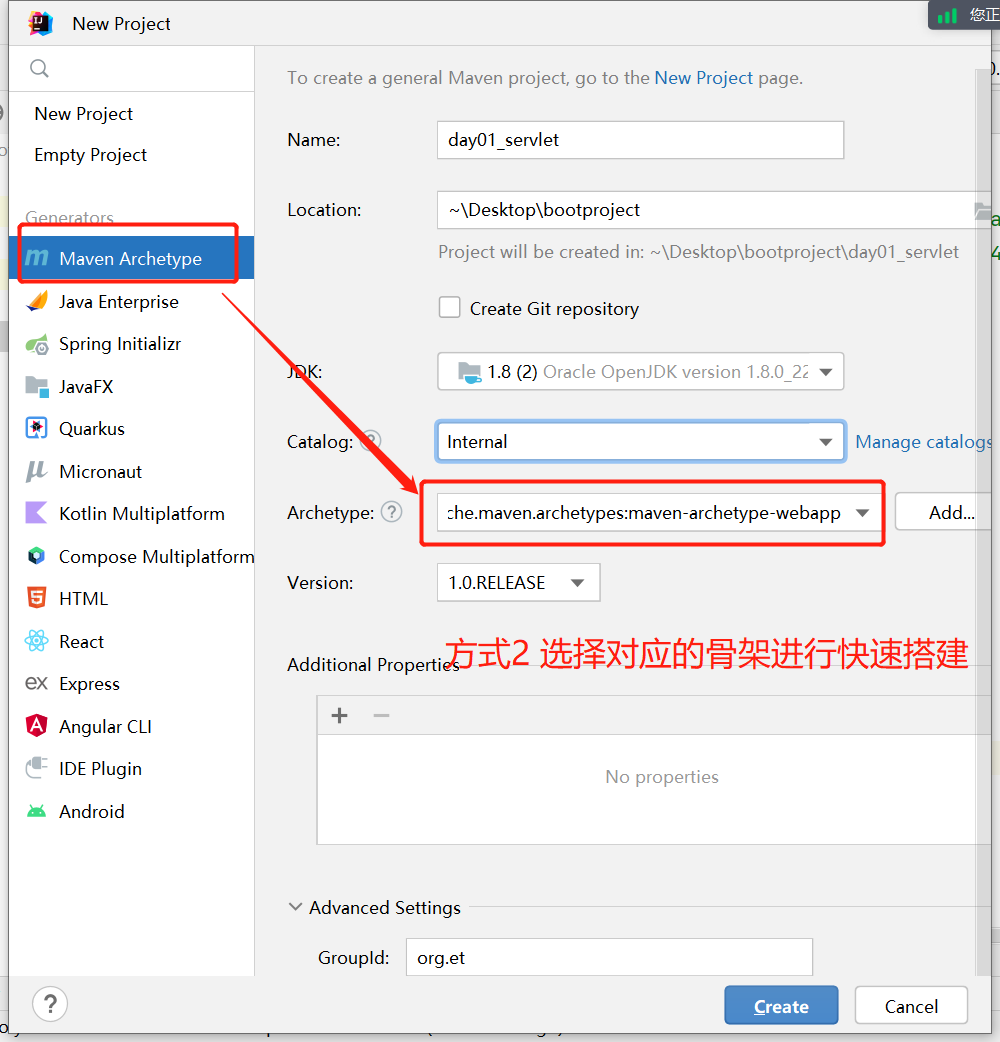 New Project
您正
New Project
Empty Project
Generators
Maven Archetype
Java Enterprise
Spring Initializr
JavaFX
Quarkus
Micronaut
Kotlin Multiplatform
Compose Multiplatform
HTML
React
Express
Angular CLI
IDE Plugin
Android
To create a general Maven project, go to the New Project page.
Name: day01_servlet
Location: ~\Desktop\bootproject
Project will be created in: ~\Desktop\bootproject\day01_servlet
Create Git repository
JDK: 1.8 (2) Oracle OpenJDK version 1.8.0_22
Catalog: ? Internal Manage catalogs
Archetype: ? che.maven.archetypes:maven-archetype-webapp Add...
Version: 1.0.RELEASE
方式2 选择对应的骨架进行快速搭建
Additional Properties
No properties
Advanced Settings
GroupId: org.et
? Create Cancel